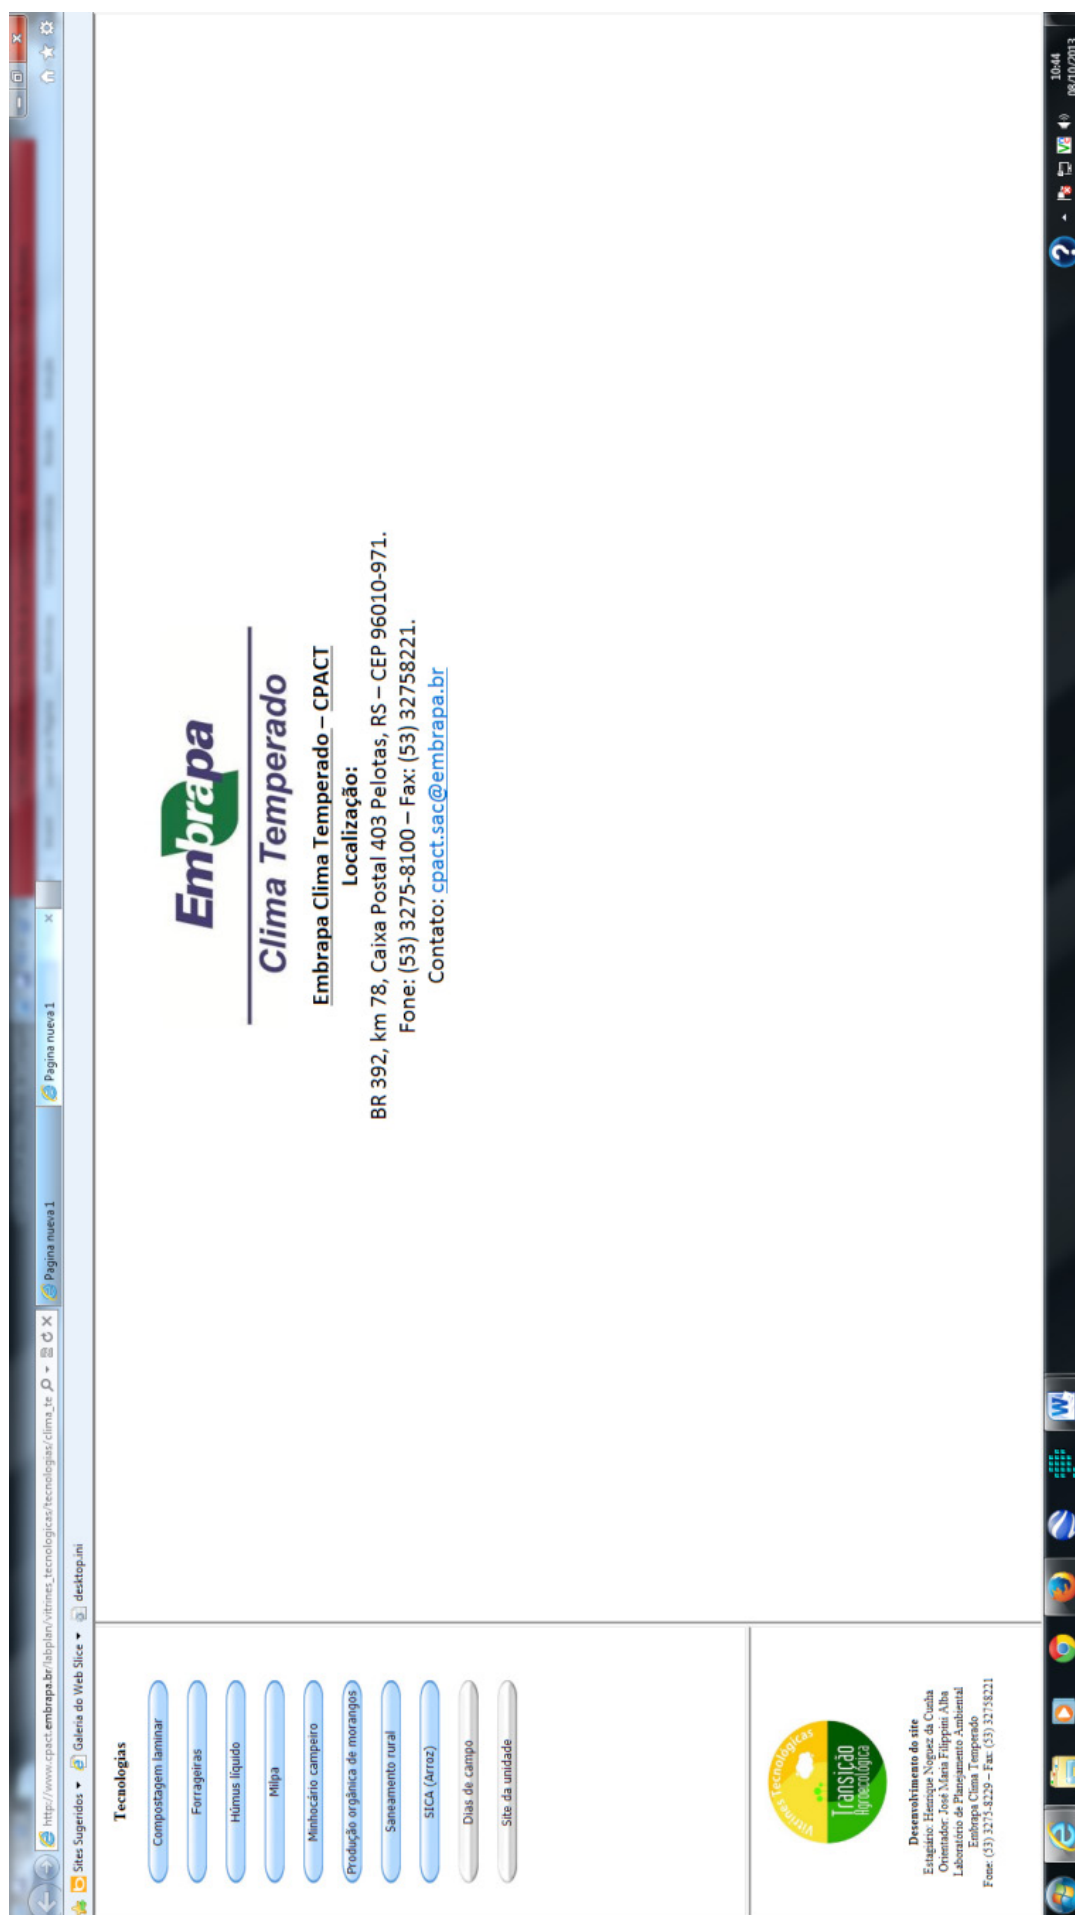 http://www.cpact.embrapa.br/labplan/vitrines_tecnologicas/tecnologias/clima_te
Pagina nueva 1
Pagina nueva 1
Sites Sugeridos
Galeria do Web Slice
desktop.ini
Tecnologias
Compostagem laminar
Forrageiras
Húmus líquido
Milpa
Minhocário campeiro
Produção orgânica de morangos
Saneamento rural
SICA (Arroz)
Dias de campo
Site da unidade
Vitrines Tecnológicas
Transição
Agroecológica
Desenvolvimento do site
Estagiário: Henrique Noguez da Cunha
Orientador: José Maria Filippini Alba
Laboratório de Planejamento Ambiental
Embrapa Clima Temperado
Fone: (53) 3275-8229 – Fax: (53) 32758221
Embrapa
Clima Temperado
Embrapa Clima Temperado – CPACT
Localização:
BR 392, km 78, Caixa Postal 403 Pelotas, RS – CEP 96010-971.
Fone: (53) 3275-8100 – Fax: (53) 32758221.
Contato: cpact.sac@embrapa.br
10:44
08/10/2013